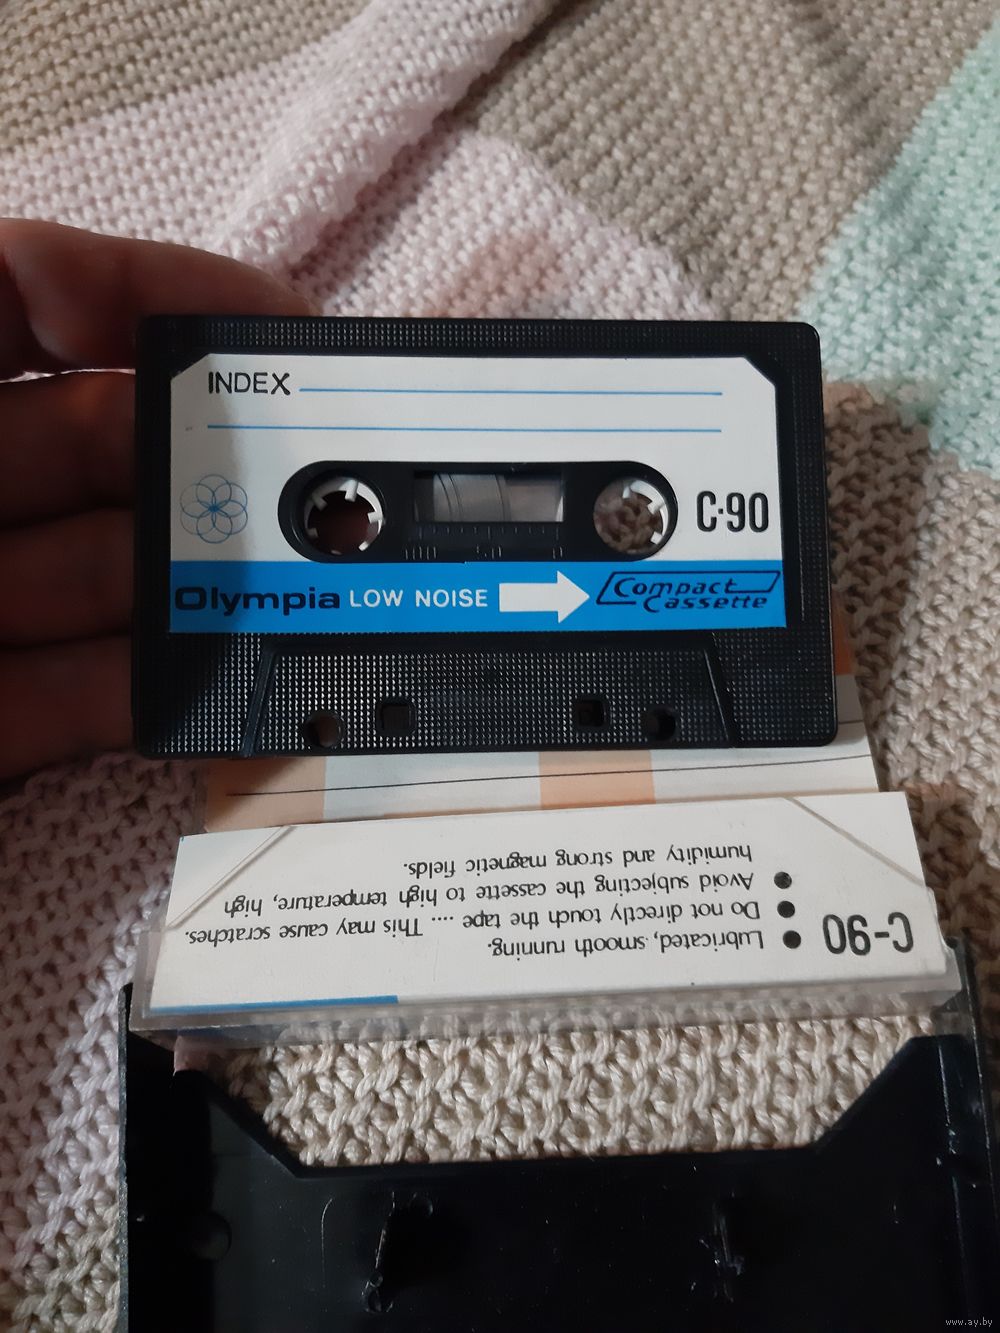 INDEX
C·90
Olympia LOW NOISE Compact Cassette
C-90
● Lubricated, smooth running.
● Do not directly touch the tape .... This may cause scratches.
● Avoid subjecting the cassette to high temperature, high
humidity and strong magnetic fields.
www.ay.by